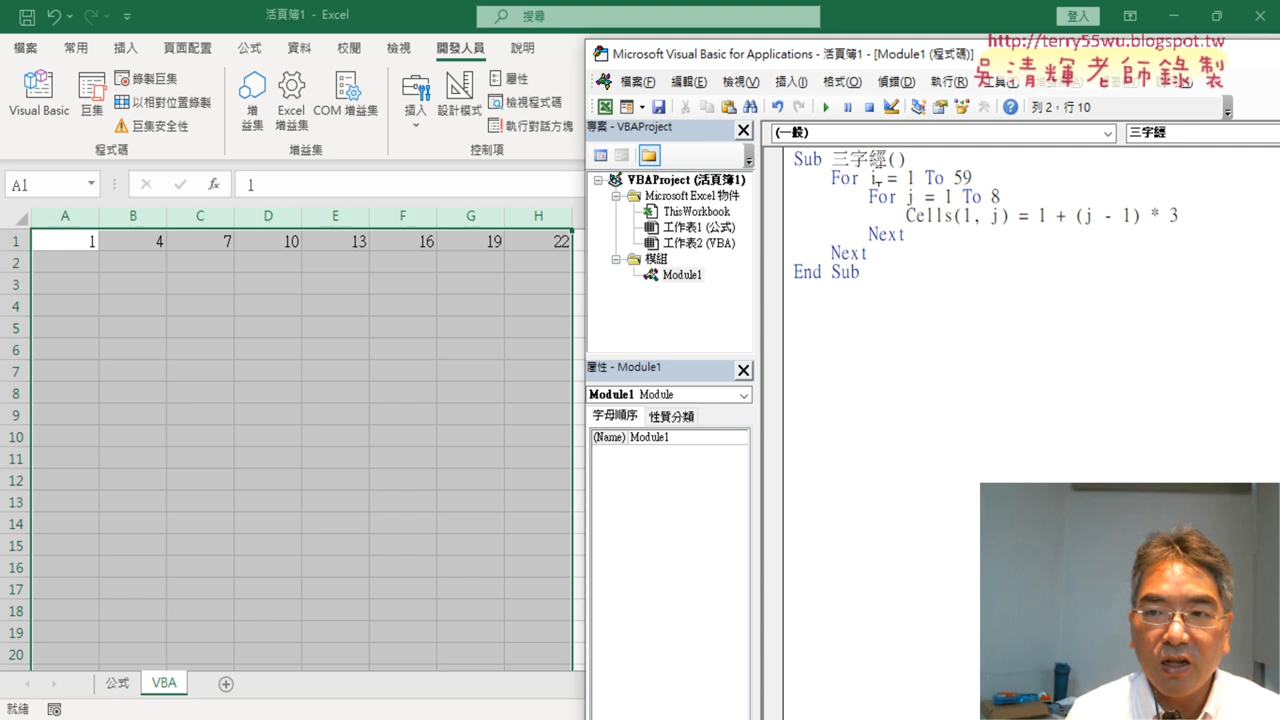 活頁簿1 - Excel
搜尋
登入
檔案 常用 插入 頁面配置 公式 資料 校閱 檢視 開發人員 說明
Visual Basic
巨集
錄製巨集
以相對位置錄製
巨集安全性
程式碼
增益集
Excel 增益集
COM 增益集
增益集
插入
設計模式
屬性
檢視程式碼
執行對話方塊
控制項
A1
fx
1
A B C D E F G H
1 1 4 7 10 13 16 19 22
2
3
4
5
6
7
8
9
10
11
12
13
14
15
16
17
18
19
20
公式 VBA
就緒
Microsoft Visual Basic for Applications - 活頁簿1 - [Module1 (程式碼)]
http://terry55wu.blogspot.tw
吳清輝老師錄製
檔案(F) 編輯(E) 檢視(V) 插入(I) 格式(O) 偵錯(D) 執行(R) 工具(T)
列 2，行 10
專案 - VBAProject
VBAProject (活頁簿1)
Microsoft Excel 物件
ThisWorkbook
工作表1 (公式)
工作表2 (VBA)
模組
Module1
屬性 - Module1
Module1 Module
字母順序 性質分類
(Name) Module1
(一般)
三字經
Sub 三字經()
For i = 1 To 59
For j = 1 To 8
Cells(1, j) = 1 + (j - 1) * 3
Next
Next
End Sub